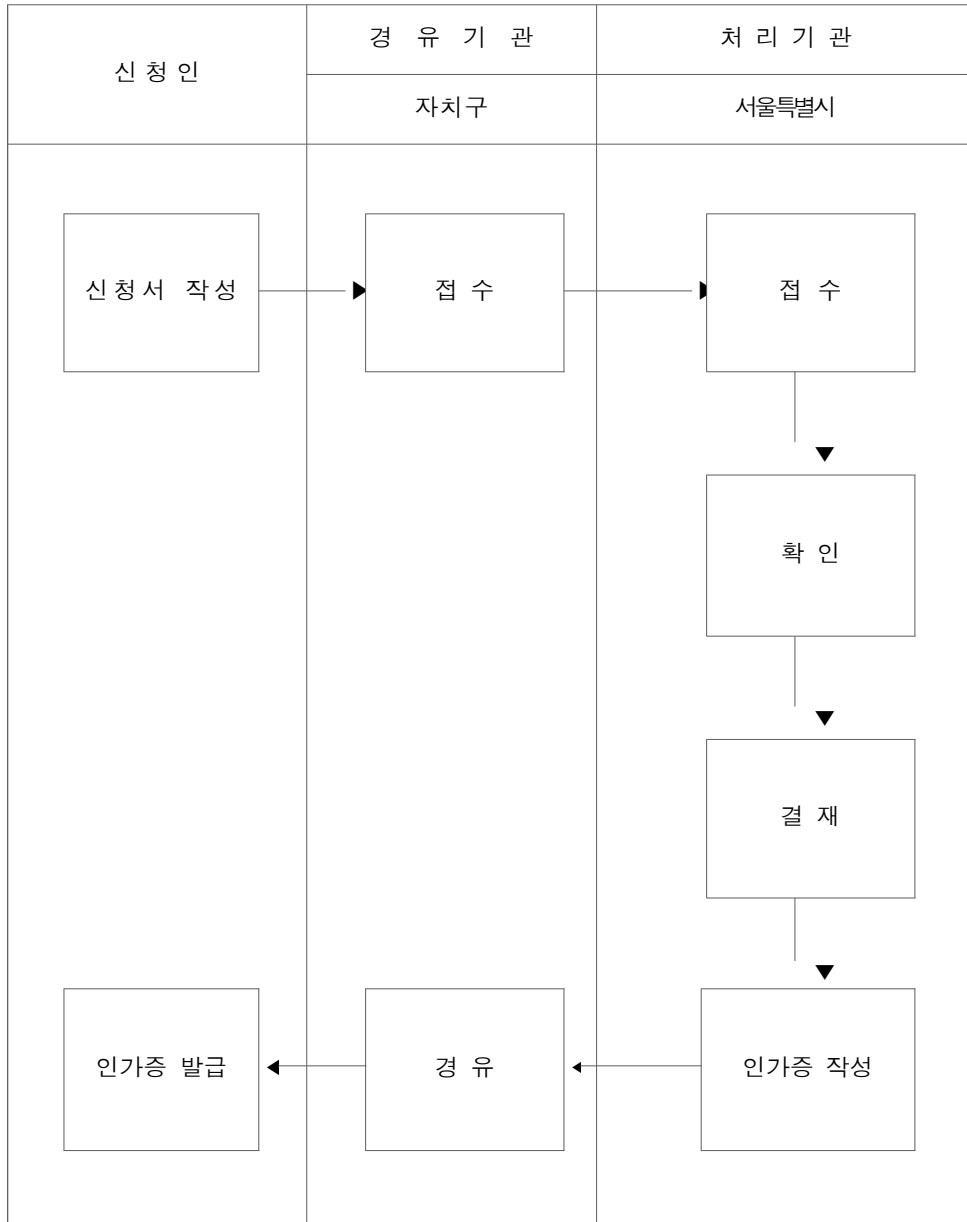 신청인
경 유 기 관
처 리 기 관
자치구
서울특별시
신청서 작성
접 수
접 수
확 인
결 재
인가증 발급
경 유
인가증 작성